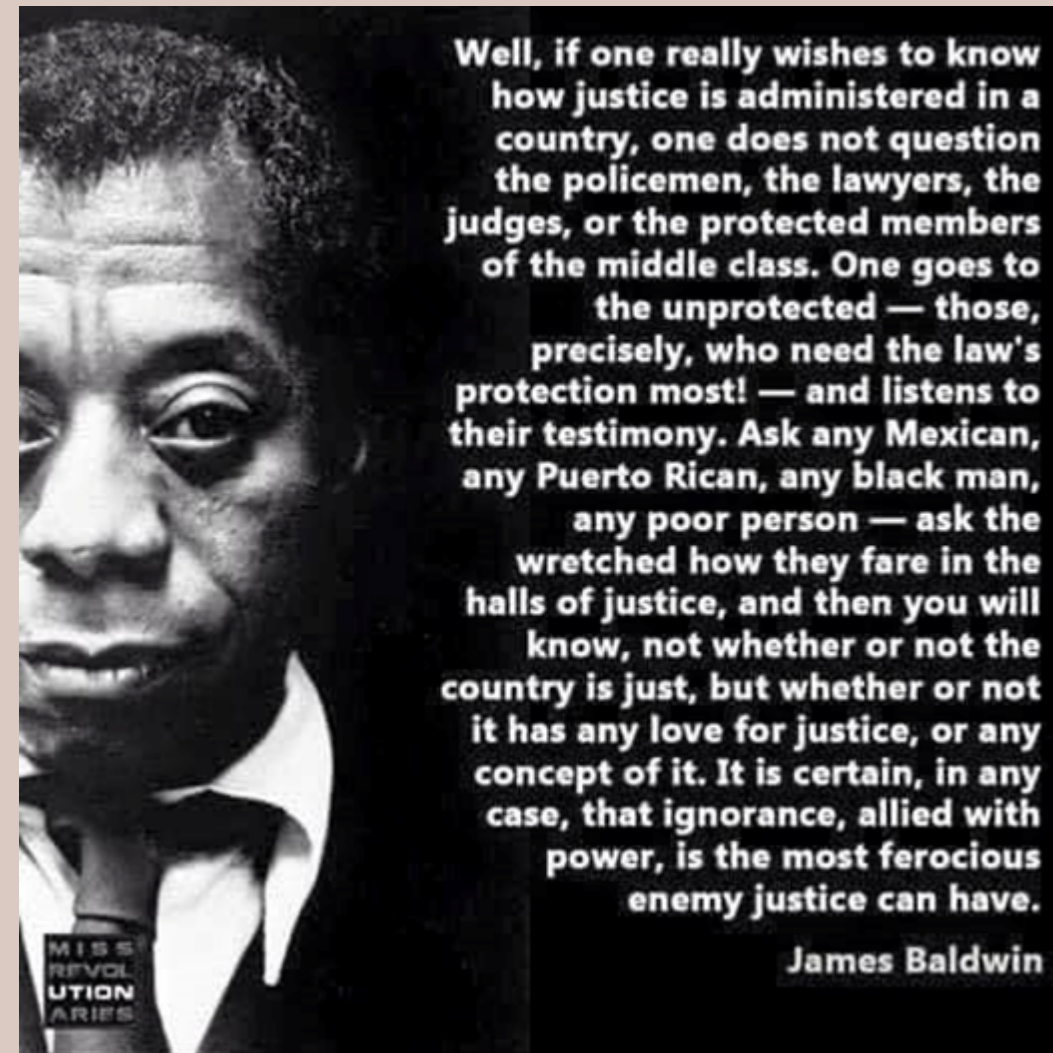 Well, if one really wishes to know
how justice is administered in a
country, one does not question
the policemen, the lawyers, the
judges, or the protected members
of the middle class. One goes to
the unprotected — those,
precisely, who need the law's
protection most! — and listens to
their testimony. Ask any Mexican,
any Puerto Rican, any black man,
any poor person — ask the
wretched how they fare in the
halls of justice, and then you will
know, not whether or not the
country is just, but whether or not
it has any love for justice, or any
concept of it. It is certain, in any
case, that ignorance, allied with
power, is the most ferocious
enemy justice can have.
James Baldwin
MISS
REVOL
UTION
ARIES